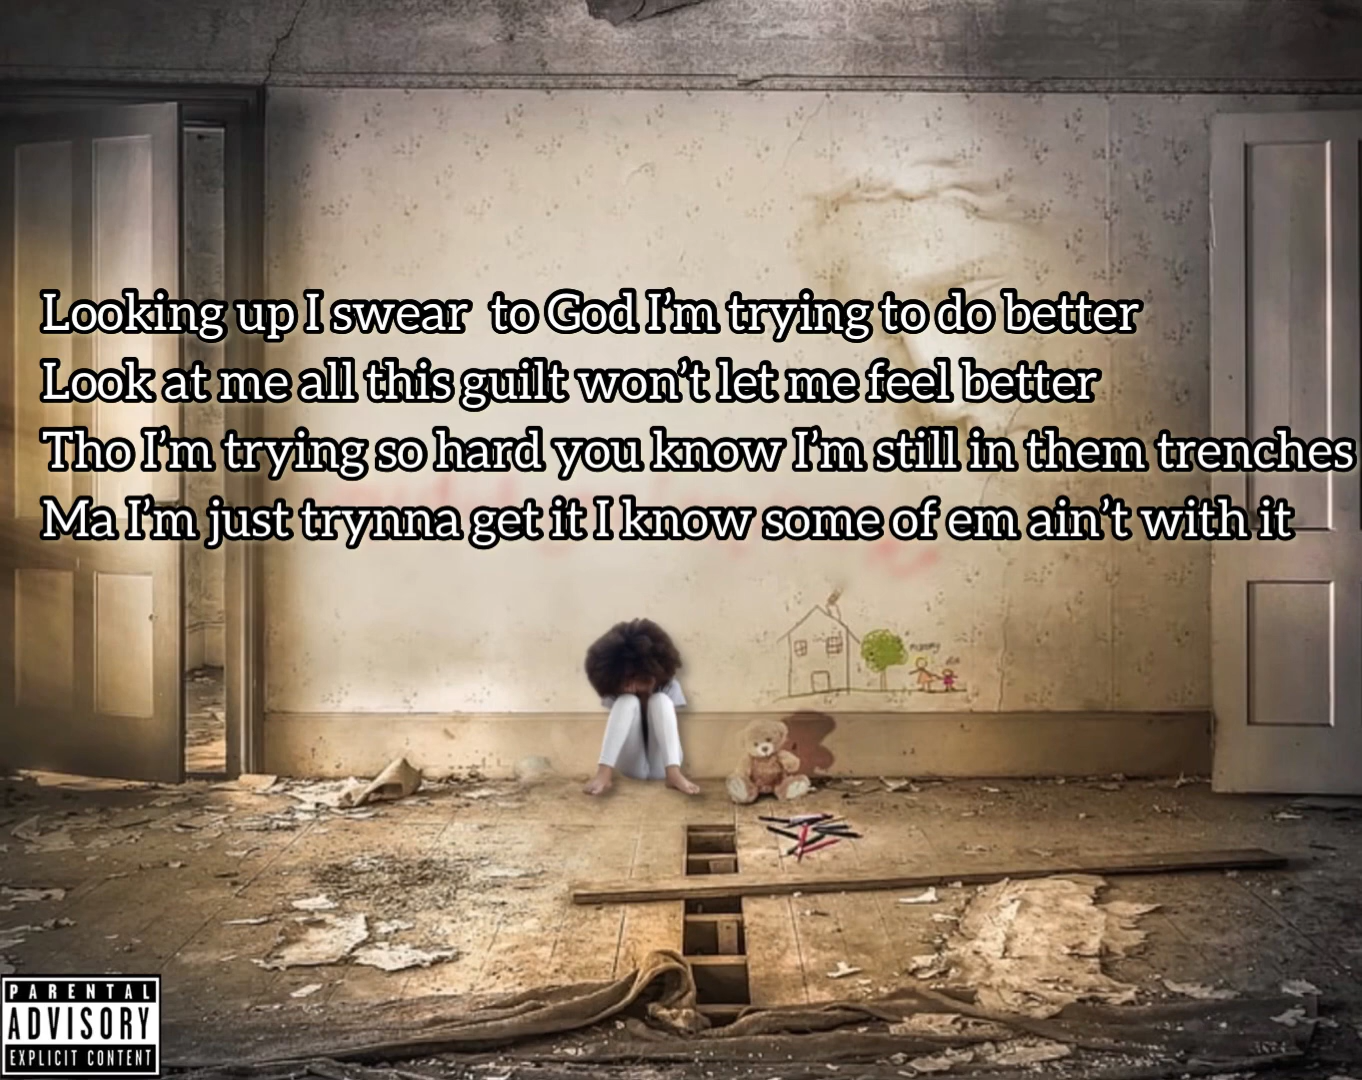 Looking up I swear to God I'm trying to do better
Look at me all this guilt won't let me feel better
Tho I'm trying so hard you know I'm still in them trenches
Ma I'm just trynna get it I know some of em ain't with it
mommy
PARENTAL
ADVISORY
EXPLICIT CONTENT